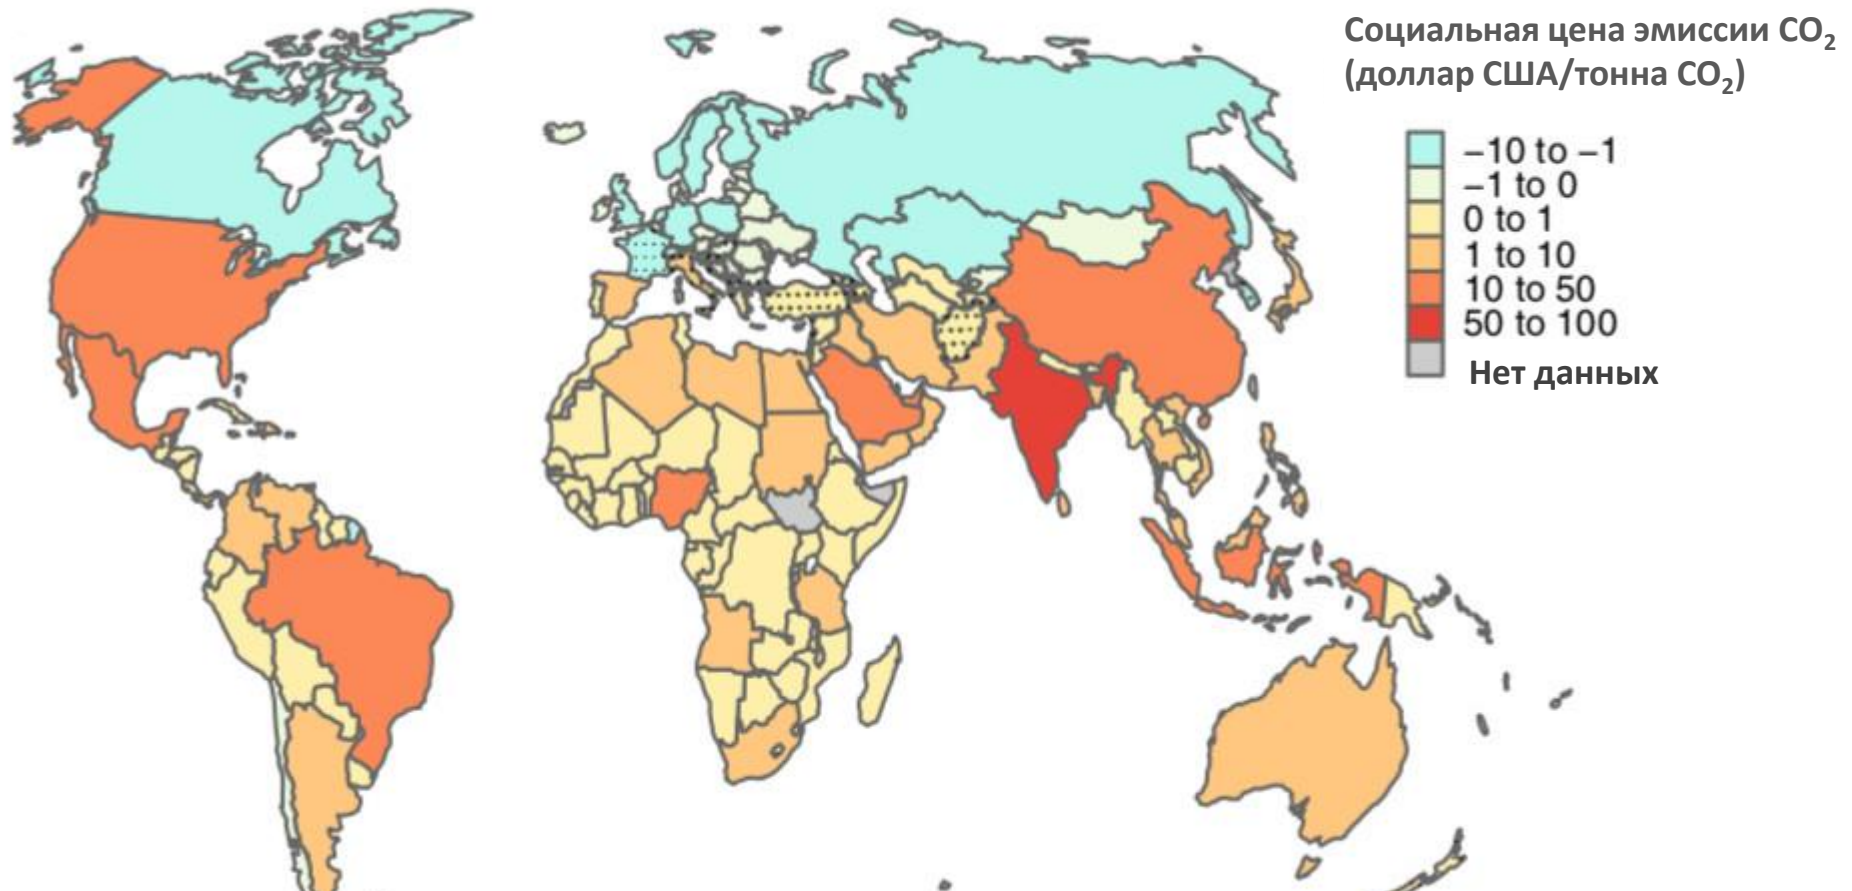 Социальная цена эмиссии CO₂
(доллар США/тонна CO₂)
−10 to −1
−1 to 0
0 to 1
1 to 10
10 to 50
50 to 100
Нет данных